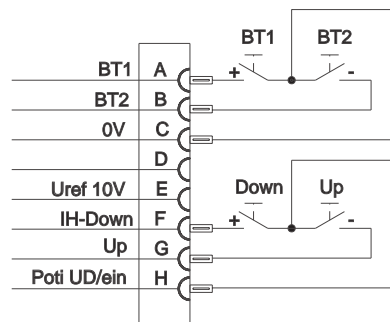 BT1 BT2
BT1 A + -
BT2 B
0V C
D
Uref 10V E Down Up
IH-Down F + -
Up G
Poti UD/ein H